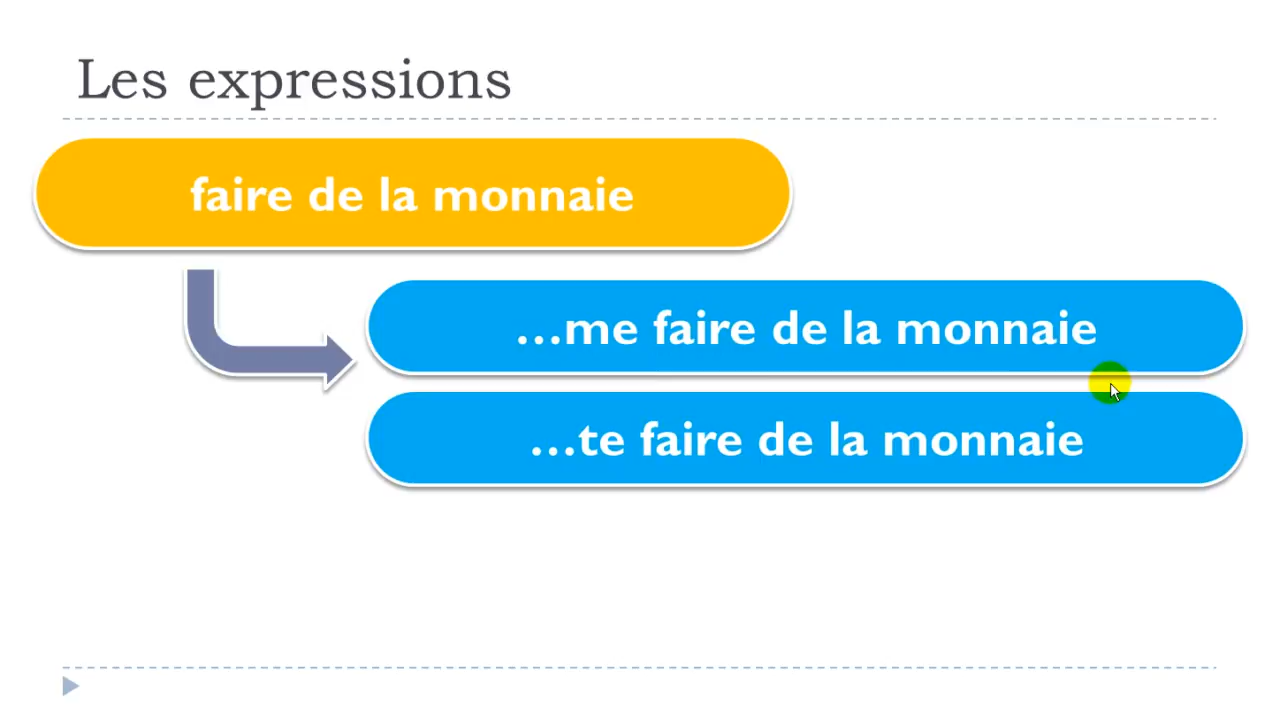 Les expressions
faire de la monnaie
...me faire de la monnaie
...te faire de la monnaie